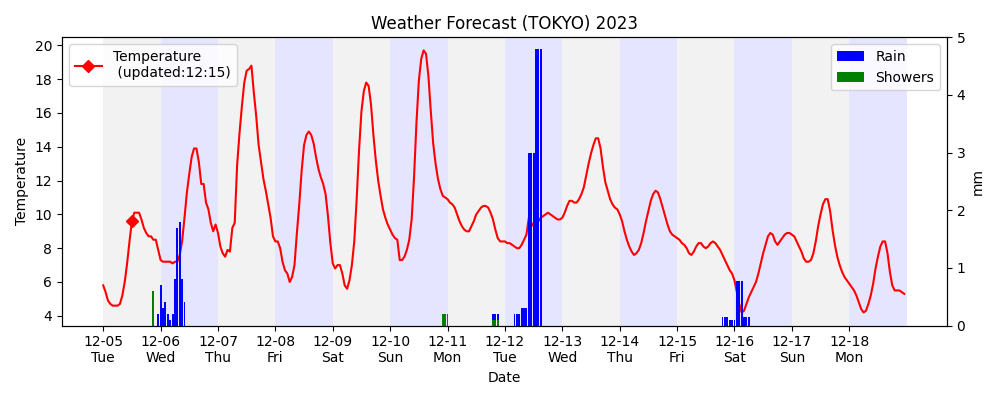 Weather Forecast (TOKYO) 2023
Temperature
(updated:12:15)
Rain
Showers
20
18
16
14
12
10
8
6
4
Temperature
5
4
3
2
1
0
mm
12-05 12-06 12-07 12-08 12-09 12-10 12-11 12-12 12-13 12-14 12-15 12-16 12-17 12-18
Tue Wed Thu Fri Sat Sun Mon Tue Wed Thu Fri Sat Sun Mon
Date